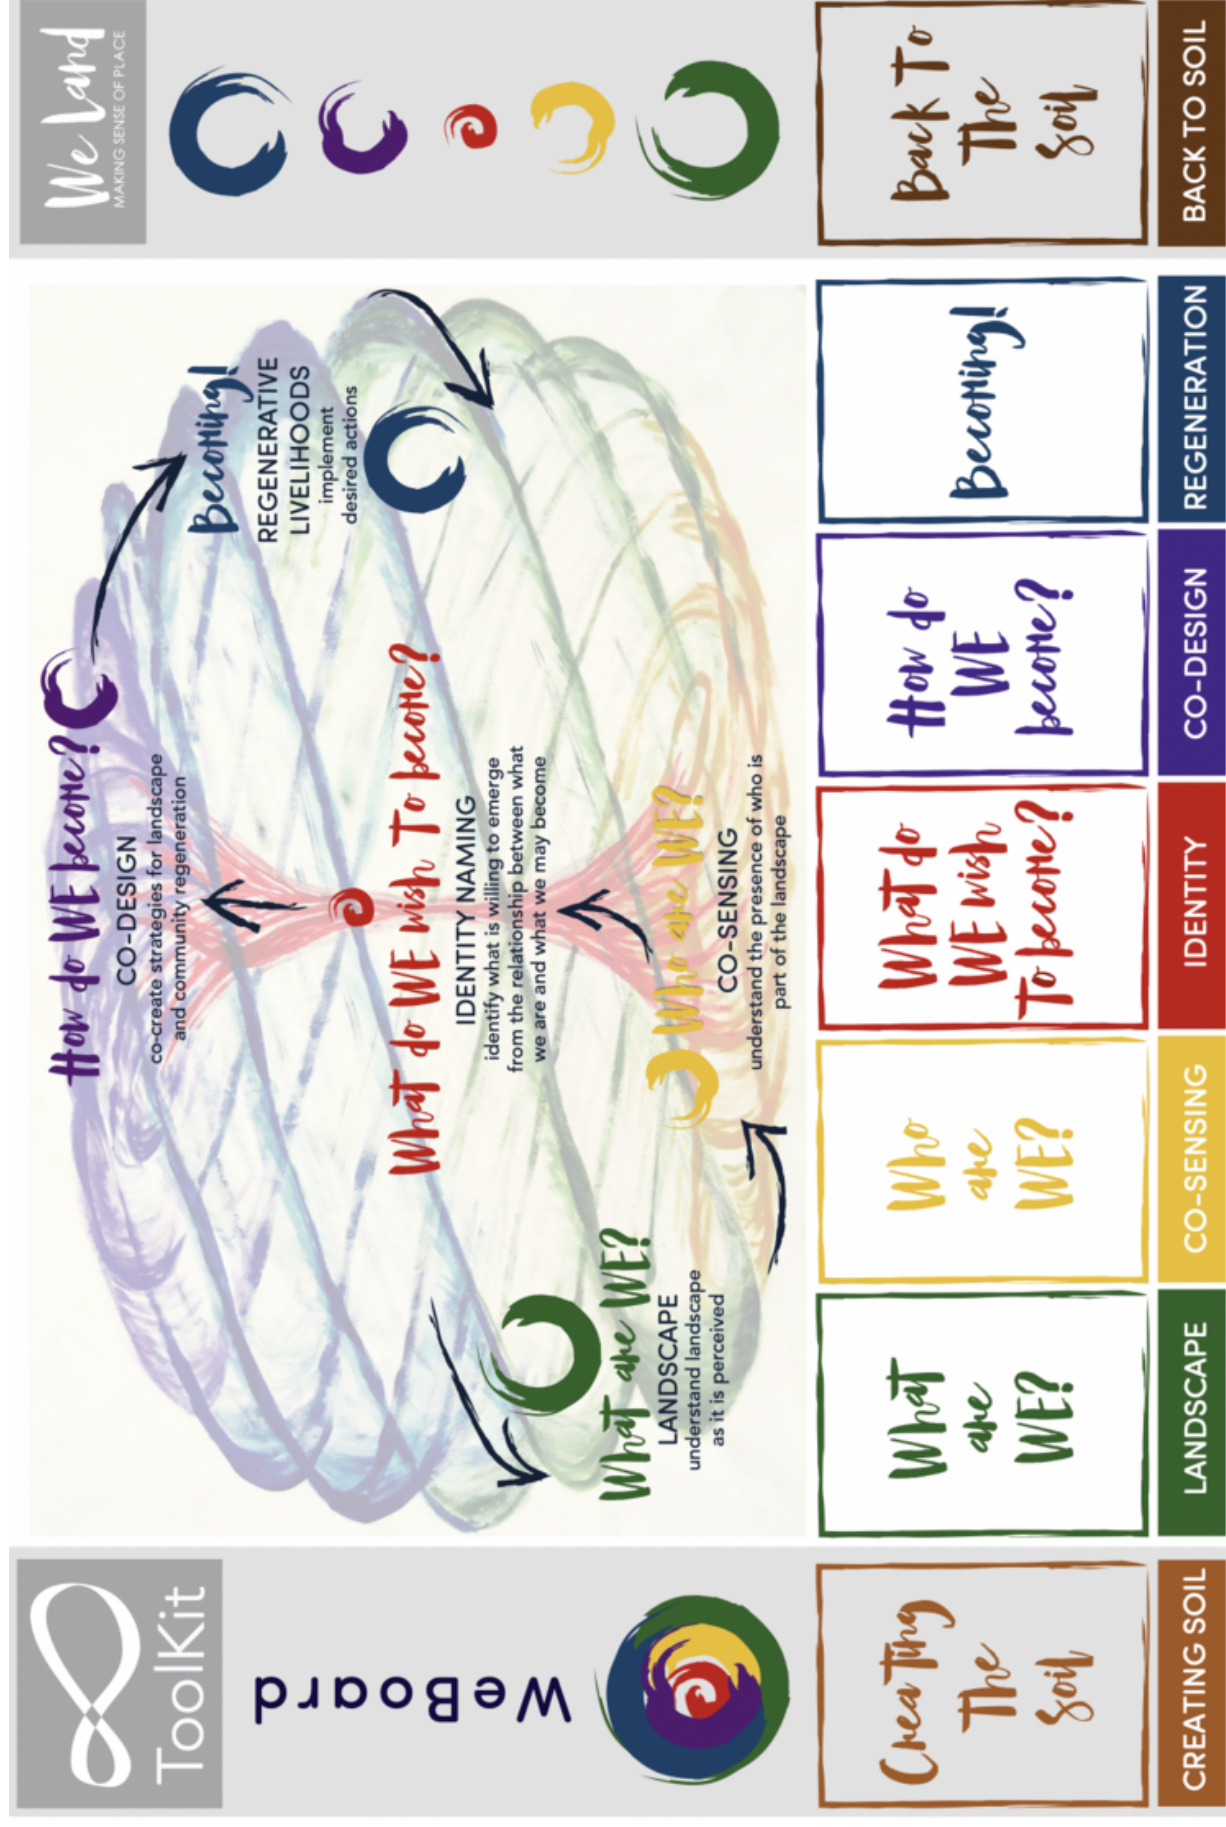 ToolKit
WeBoard
We Land
MAKING SENSE OF PLACE
How do WE become?
CO-DESIGN
co-create strategies for landscape
and community regeneration
Becoming!
REGENERATIVE
LIVELIHOODS
implement
desired actions
What do WE wish To become?
IDENTITY NAMING
identify what is willing to emerge
from the relationship between what
we are and what we may become
What are WE?
LANDSCAPE
understand landscape
as it is perceived
Who are WE?
CO-SENSING
understand the presence of who is
part of the landscape
Creating
The
Soil
CREATING SOIL
What
are
WE?
LANDSCAPE
Who
are
WE?
CO-SENSING
What do
WE wish
To become?
IDENTITY
How do
WE
become?
CO-DESIGN
Becoming!
REGENERATION
Back To
The
Soil
BACK TO SOIL